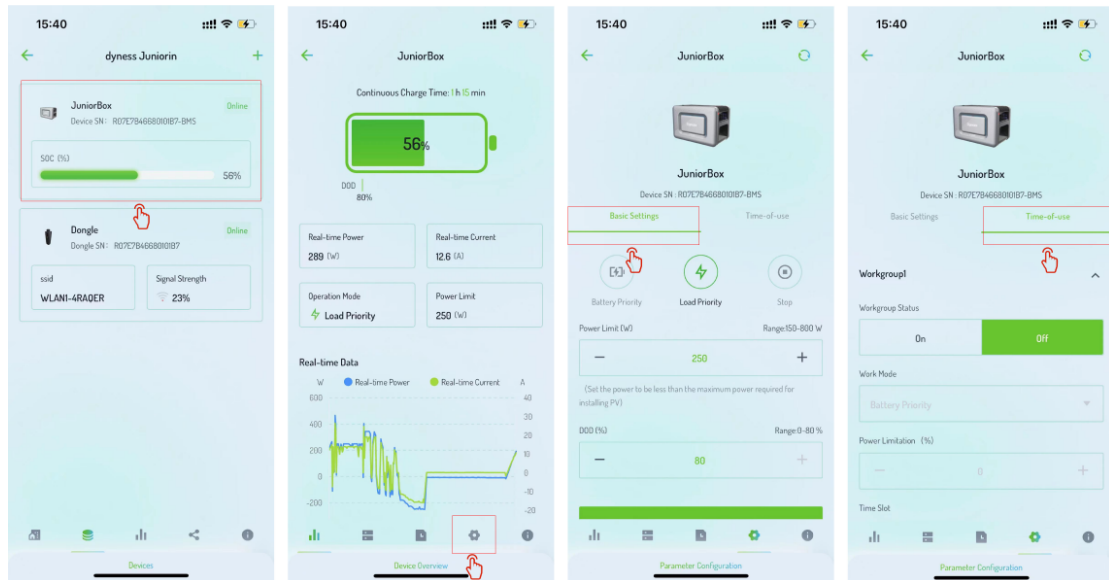 15:40
dyness Juniorin
JuniorBox
Online
Device SN: R07E7B46680101B7-BMS
SOC (%)
56%
Dongle
Online
Dongle SN: R07E7B46680101B7
ssid
Signal Strength
WLAN1-4RAQER
23%
Devices
15:40
JuniorBox
Continuous Charge Time: 1 h 15 min
56%
DOD
80%
Real-time Power
Real-time Current
289 (W)
12.6 (A)
Operation Mode
Power Limit
Load Priority
250 (W)
Real-time Data
W
Real-time Power
Real-time Current
A
600
40
30
400
20
200
10
0
0
-10
-200
-20
Device Overview
15:40
JuniorBox
JuniorBox
Device SN: R07E7B46680101B7-BMS
Basic Settings
Time-of-use
Battery Priority
Load Priority
Stop
Power Limit (W)
Range:150-800 W
250
(Set the power to be less than the maximum power required for
installing PV)
DOD (%)
Range:0-80 %
80
Parameter Configuration
15:40
JuniorBox
JuniorBox
Device SN: R07E7B46680101B7-BMS
Basic Settings
Time-of-use
Workgroup1
Workgroup Status
On
Off
Work Mode
Battery Priority
Power Limitation (%)
0
Time Slot
Parameter Configuration